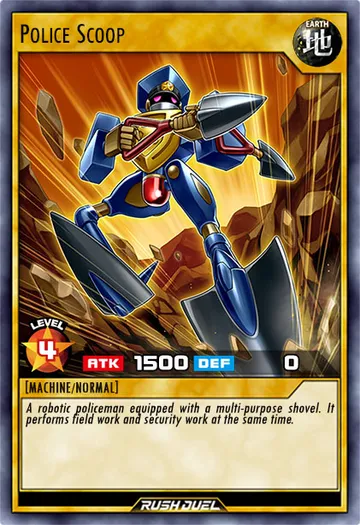 POLICE SCOOP
EARTH
地
LEVEL
4
ATK 1500 DEF 0
[MACHINE/NORMAL]
A robotic policeman equipped with a multi-purpose shovel. It
performs field work and security work at the same time.
RUSH DUEL